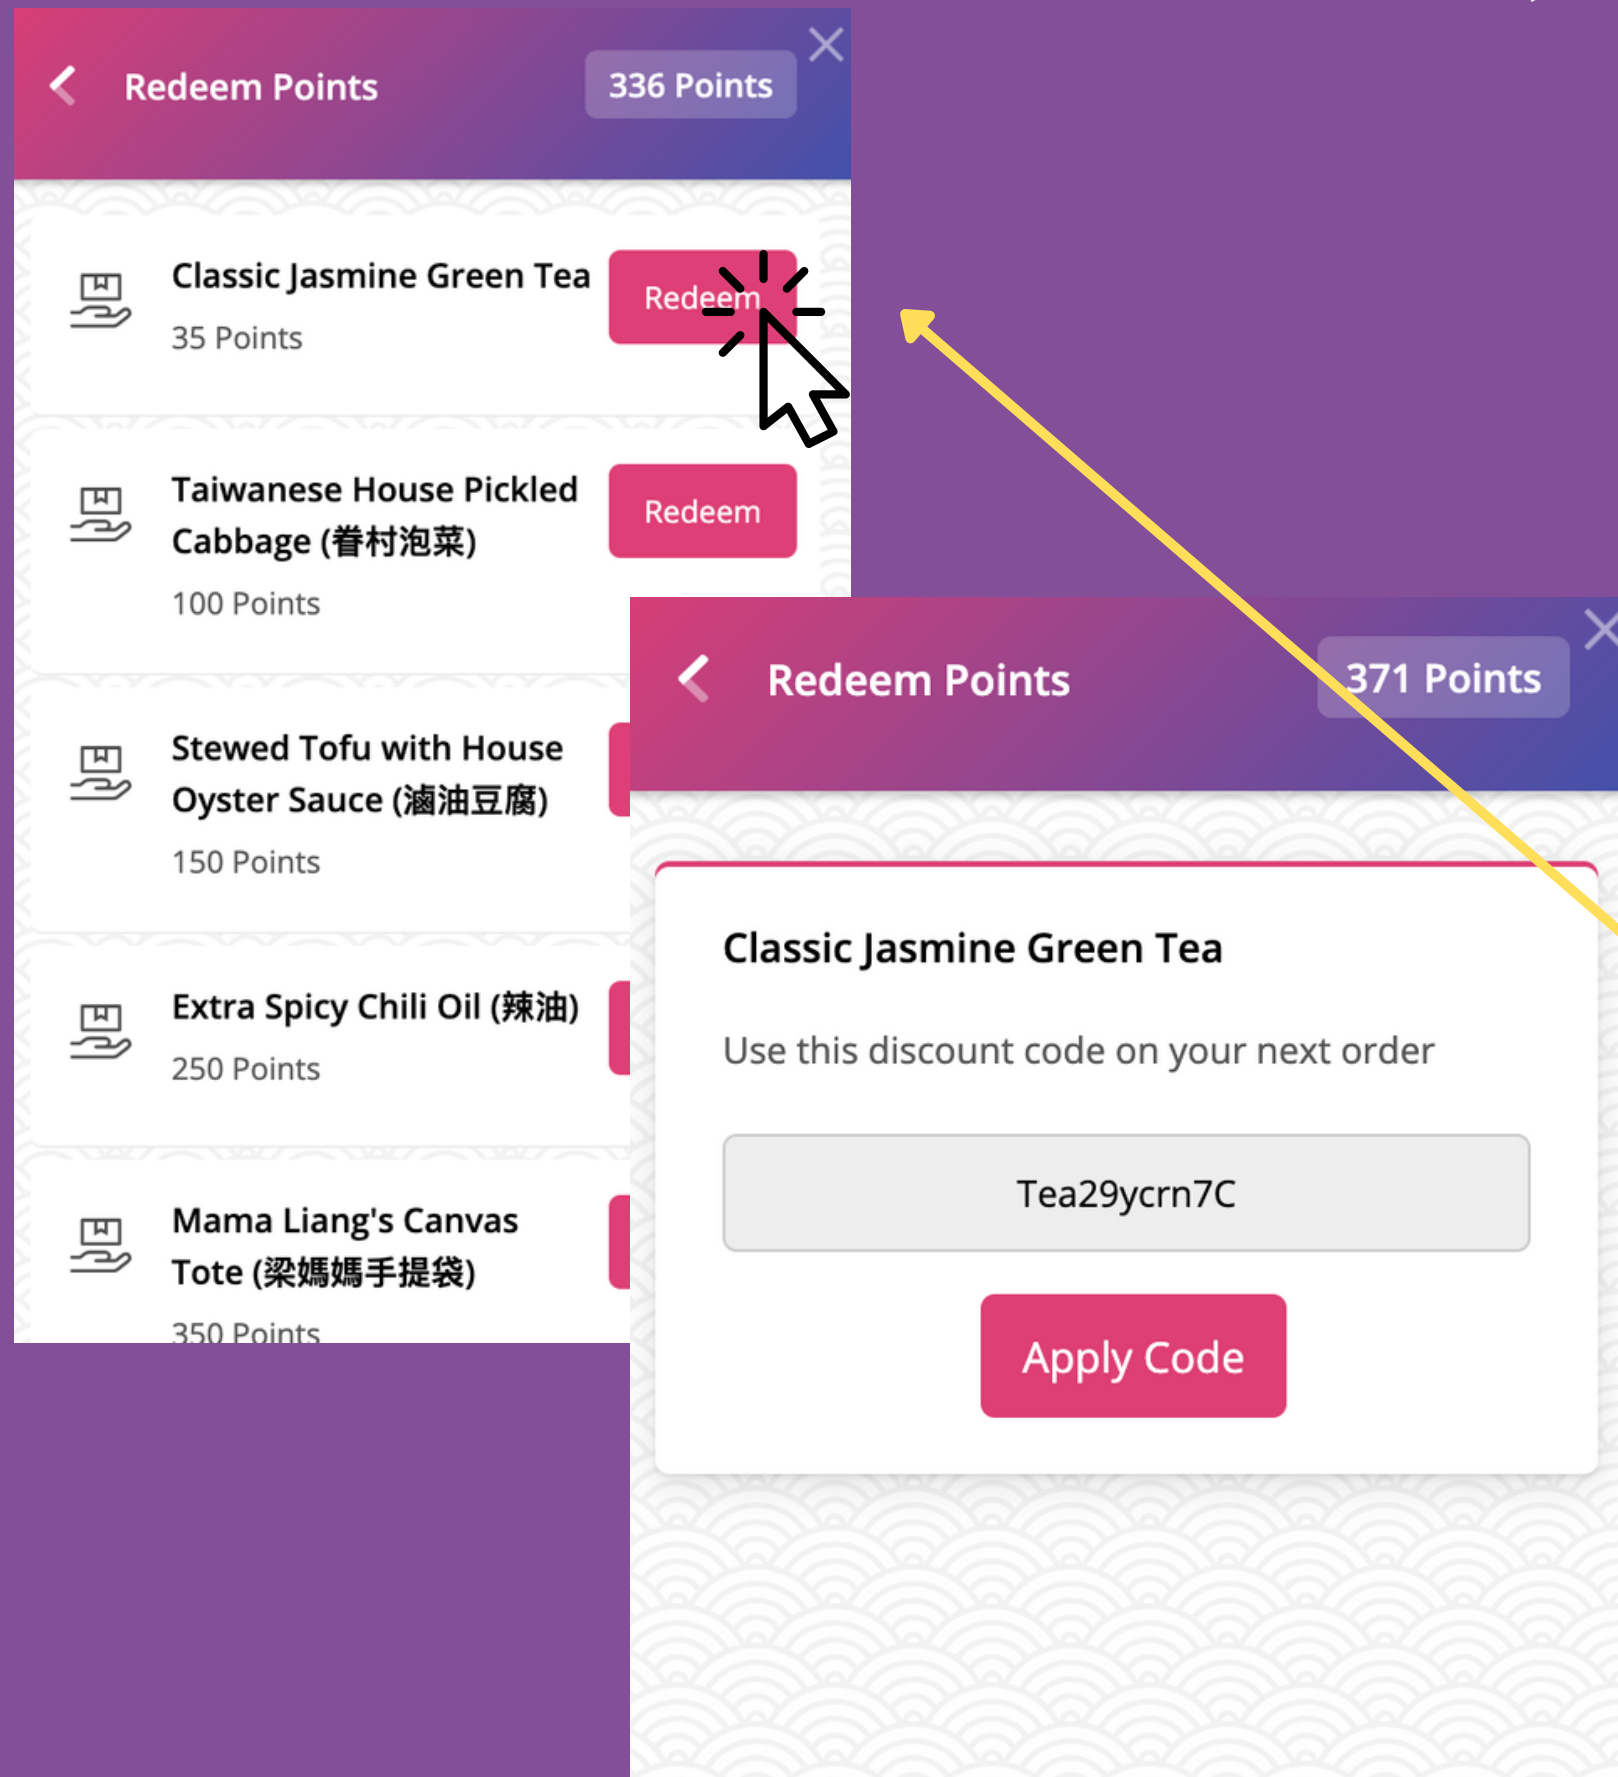 Redeem Points
336 Points
Classic Jasmine Green Tea
35 Points
Redeem
Taiwanese House Pickled
Cabbage (眷村泡菜)
100 Points
Redeem
Stewed Tofu with House
Oyster Sauce (滷油豆腐)
150 Points
Extra Spicy Chili Oil (辣油)
250 Points
Mama Liang's Canvas
Tote (梁媽媽手提袋)
350 Points
Redeem Points
371 Points
Classic Jasmine Green Tea
Use this discount code on your next order
Tea29ycrn7C
Apply Code